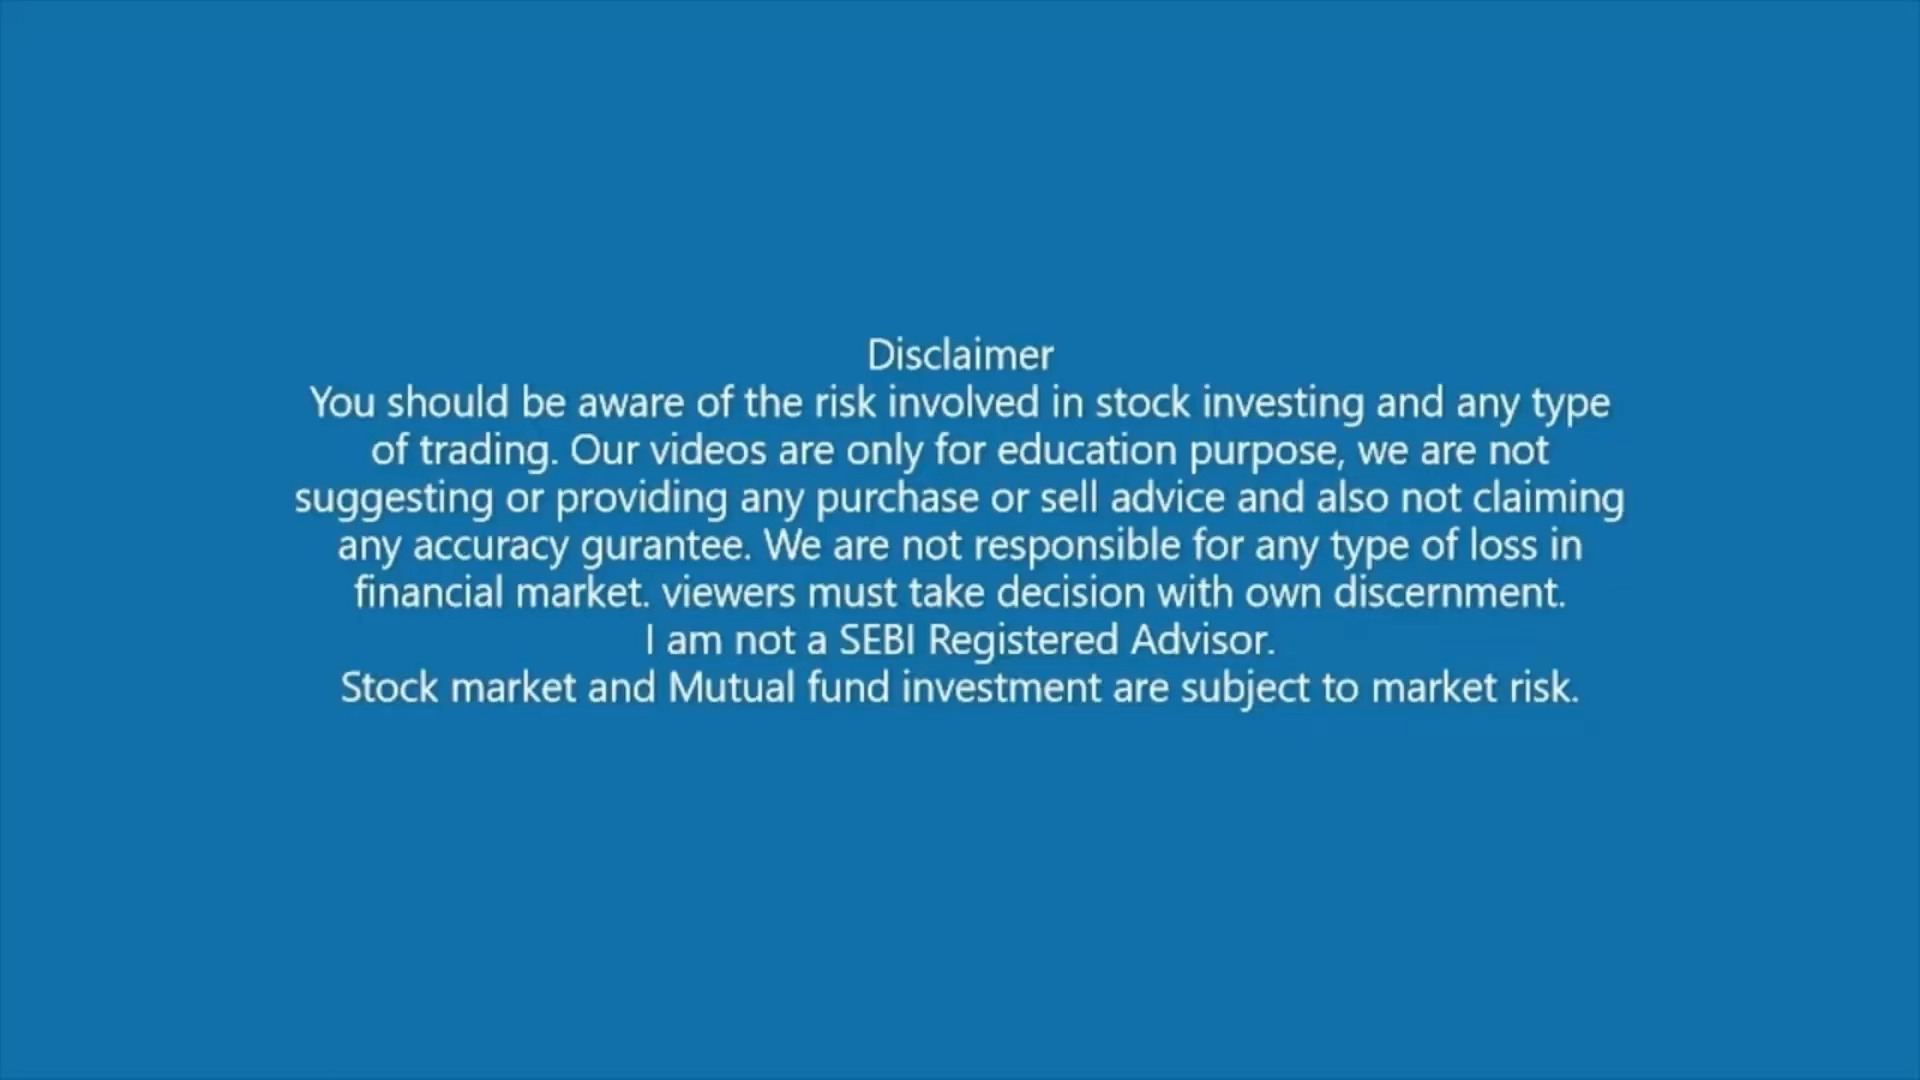 Disclaimer
You should be aware of the risk involved in stock investing and any type
of trading. Our videos are only for education purpose, we are not
suggesting or providing any purchase or sell advice and also not claiming
any accuracy gurantee. We are not responsible for any type of loss in
financial market. viewers must take decision with own discernment.
I am not a SEBI Registered Advisor.
Stock market and Mutual fund investment are subject to market risk.